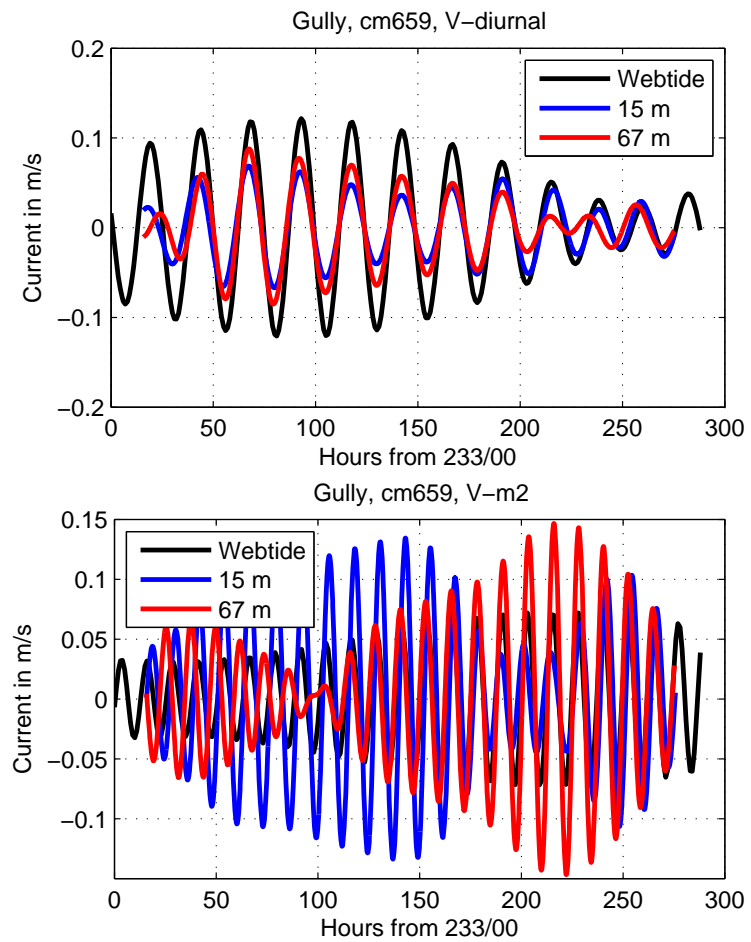 Gully, cm659, V−diurnal
Webtide
15 m
67 m
0.2
0.1
0
−0.1
−0.2
Current in m/s
0 50 100 150 200 250 300
Hours from 233/00
Gully, cm659, V−m2
Webtide
15 m
67 m
0.15
0.1
0.05
0
−0.05
−0.1
Current in m/s
0 50 100 150 200 250 300
Hours from 233/00